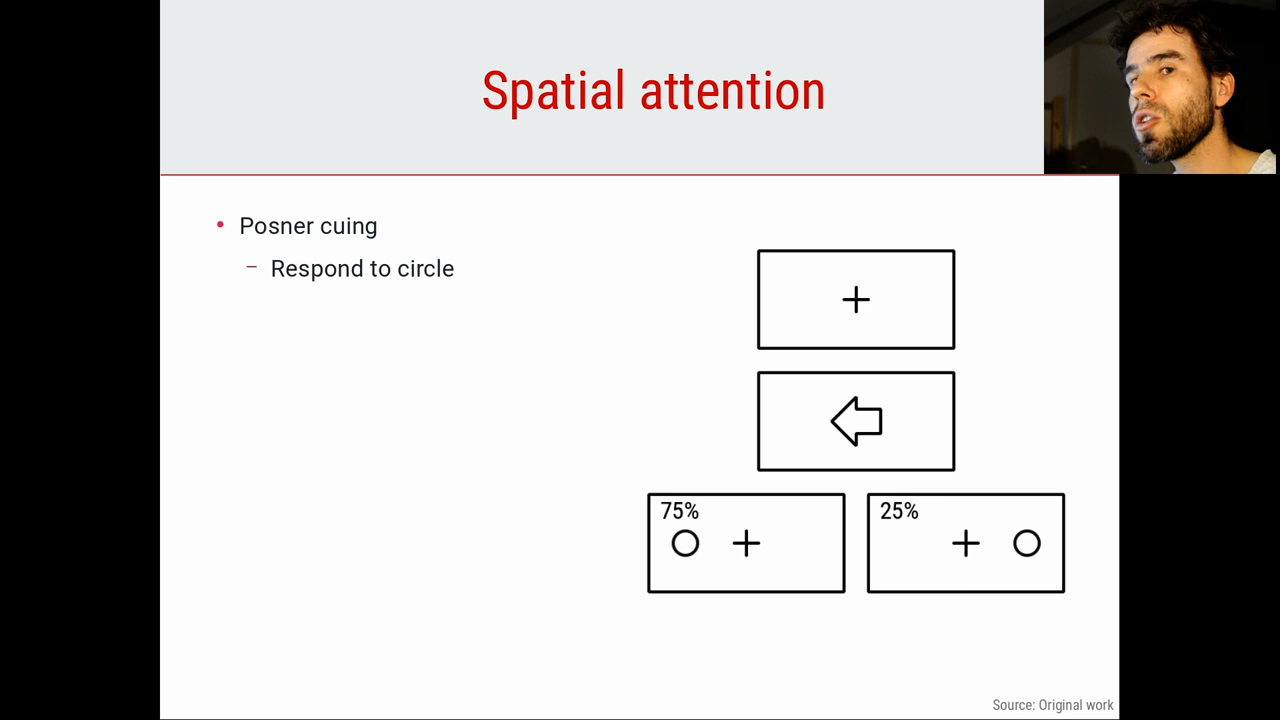 Spatial attention
Posner cuing
Respond to circle
75%
25%
Source: Original work